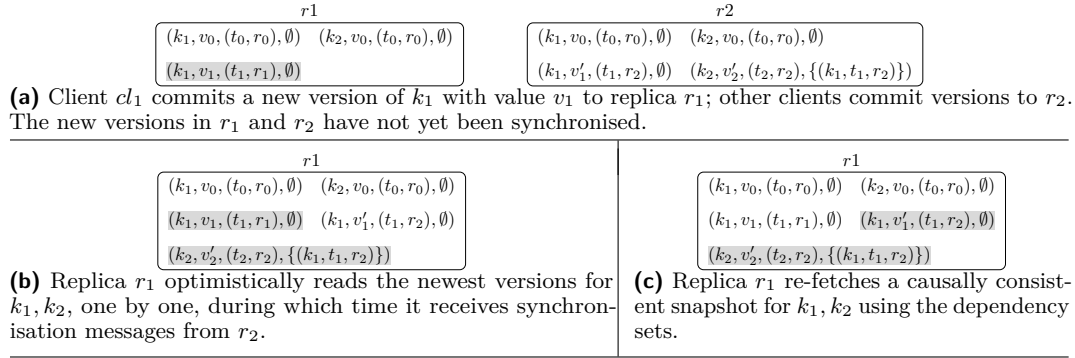 r1 r2
(k₁, v₀, (t₀, r₀), ∅) (k₂, v₀, (t₀, r₀), ∅) (k₁, v₀, (t₀, r₀), ∅) (k₂, v₀, (t₀, r₀), ∅)
(k₁, v₁, (t₁, r₁), ∅) (k₁, v′₁, (t₁, r₂), ∅) (k₂, v′₂, (t₂, r₂), {(k₁, t₁, r₂)})
(a) Client cl₁ commits a new version of k₁ with value v₁ to replica r₁; other clients commit versions to r₂.
The new versions in r₁ and r₂ have not yet been synchronised.
r1
(k₁, v₀, (t₀, r₀), ∅) (k₂, v₀, (t₀, r₀), ∅)
(k₁, v₁, (t₁, r₁), ∅) (k₁, v′₁, (t₁, r₂), ∅)
(k₂, v′₂, (t₂, r₂), {(k₁, t₁, r₂)})
(b) Replica r₁ optimistically reads the newest versions for
k₁, k₂, one by one, during which time it receives synchron-
isation messages from r₂.
r1
(k₁, v₀, (t₀, r₀), ∅) (k₂, v₀, (t₀, r₀), ∅)
(k₁, v₁, (t₁, r₁), ∅) (k₁, v′₁, (t₁, r₂), ∅)
(k₂, v′₂, (t₂, r₂), {(k₁, t₁, r₂)})
(c) Replica r₁ re-fetches a causally consist-
ent snapshot for k₁, k₂ using the dependency
sets.